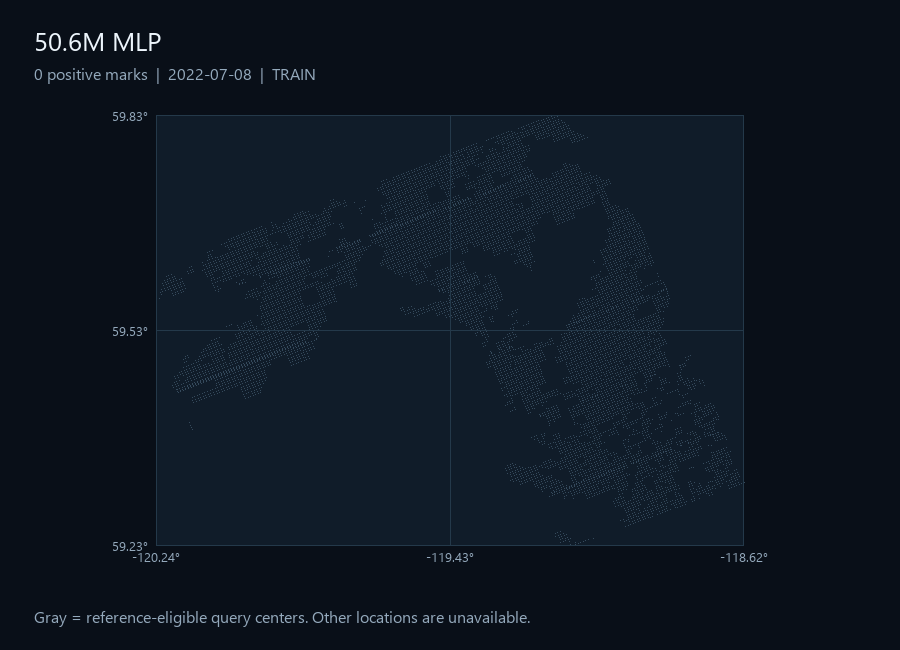 50.6M MLP
0 positive marks | 2022-07-08 | TRAIN
59.83°
59.53°
59.23°
-120.24°
-119.43°
-118.62°
Gray = reference-eligible query centers. Other locations are unavailable.